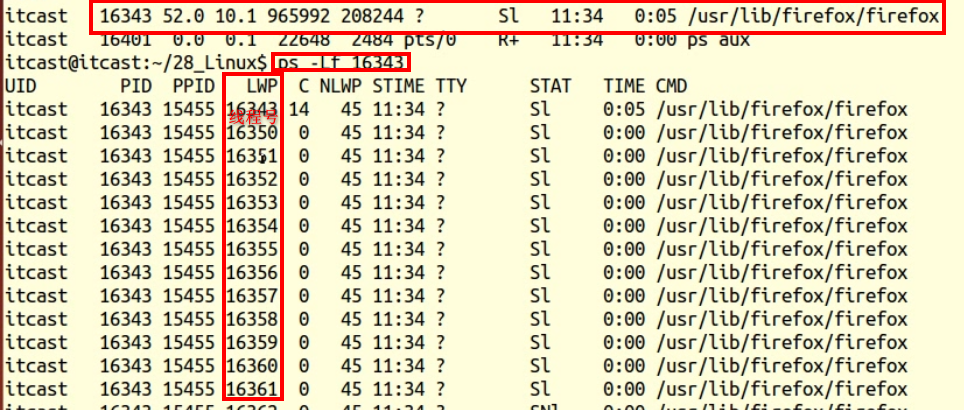 itcast 16343 52.0 10.1 965992 208244 ? Sl 11:34 0:05 /usr/lib/firefox/firefox
itcast 16401 0.0 0.1 22648 2484 pts/0 R+ 11:34 0:00 ps aux
itcast@itcast:~/28_Linux$ ps -Lf 16343
UID PID PPID LWP C NLWP STIME TTY STAT TIME CMD
itcast 16343 15455 16343 14 45 11:34 ? Sl 0:05 /usr/lib/firefox/firefox
线程号
itcast 16343 15455 16350 0 45 11:34 ? Sl 0:00 /usr/lib/firefox/firefox
itcast 16343 15455 16351 0 45 11:34 ? Sl 0:00 /usr/lib/firefox/firefox
itcast 16343 15455 16352 0 45 11:34 ? Sl 0:00 /usr/lib/firefox/firefox
itcast 16343 15455 16353 0 45 11:34 ? Sl 0:00 /usr/lib/firefox/firefox
itcast 16343 15455 16354 0 45 11:34 ? Sl 0:00 /usr/lib/firefox/firefox
itcast 16343 15455 16355 0 45 11:34 ? Sl 0:00 /usr/lib/firefox/firefox
itcast 16343 15455 16356 0 45 11:34 ? Sl 0:00 /usr/lib/firefox/firefox
itcast 16343 15455 16357 0 45 11:34 ? Sl 0:00 /usr/lib/firefox/firefox
itcast 16343 15455 16358 0 45 11:34 ? Sl 0:00 /usr/lib/firefox/firefox
itcast 16343 15455 16359 0 45 11:34 ? Sl 0:00 /usr/lib/firefox/firefox
itcast 16343 15455 16360 0 45 11:34 ? Sl 0:00 /usr/lib/firefox/firefox
itcast 16343 15455 16361 0 45 11:34 ? Sl 0:00 /usr/lib/firefox/firefox